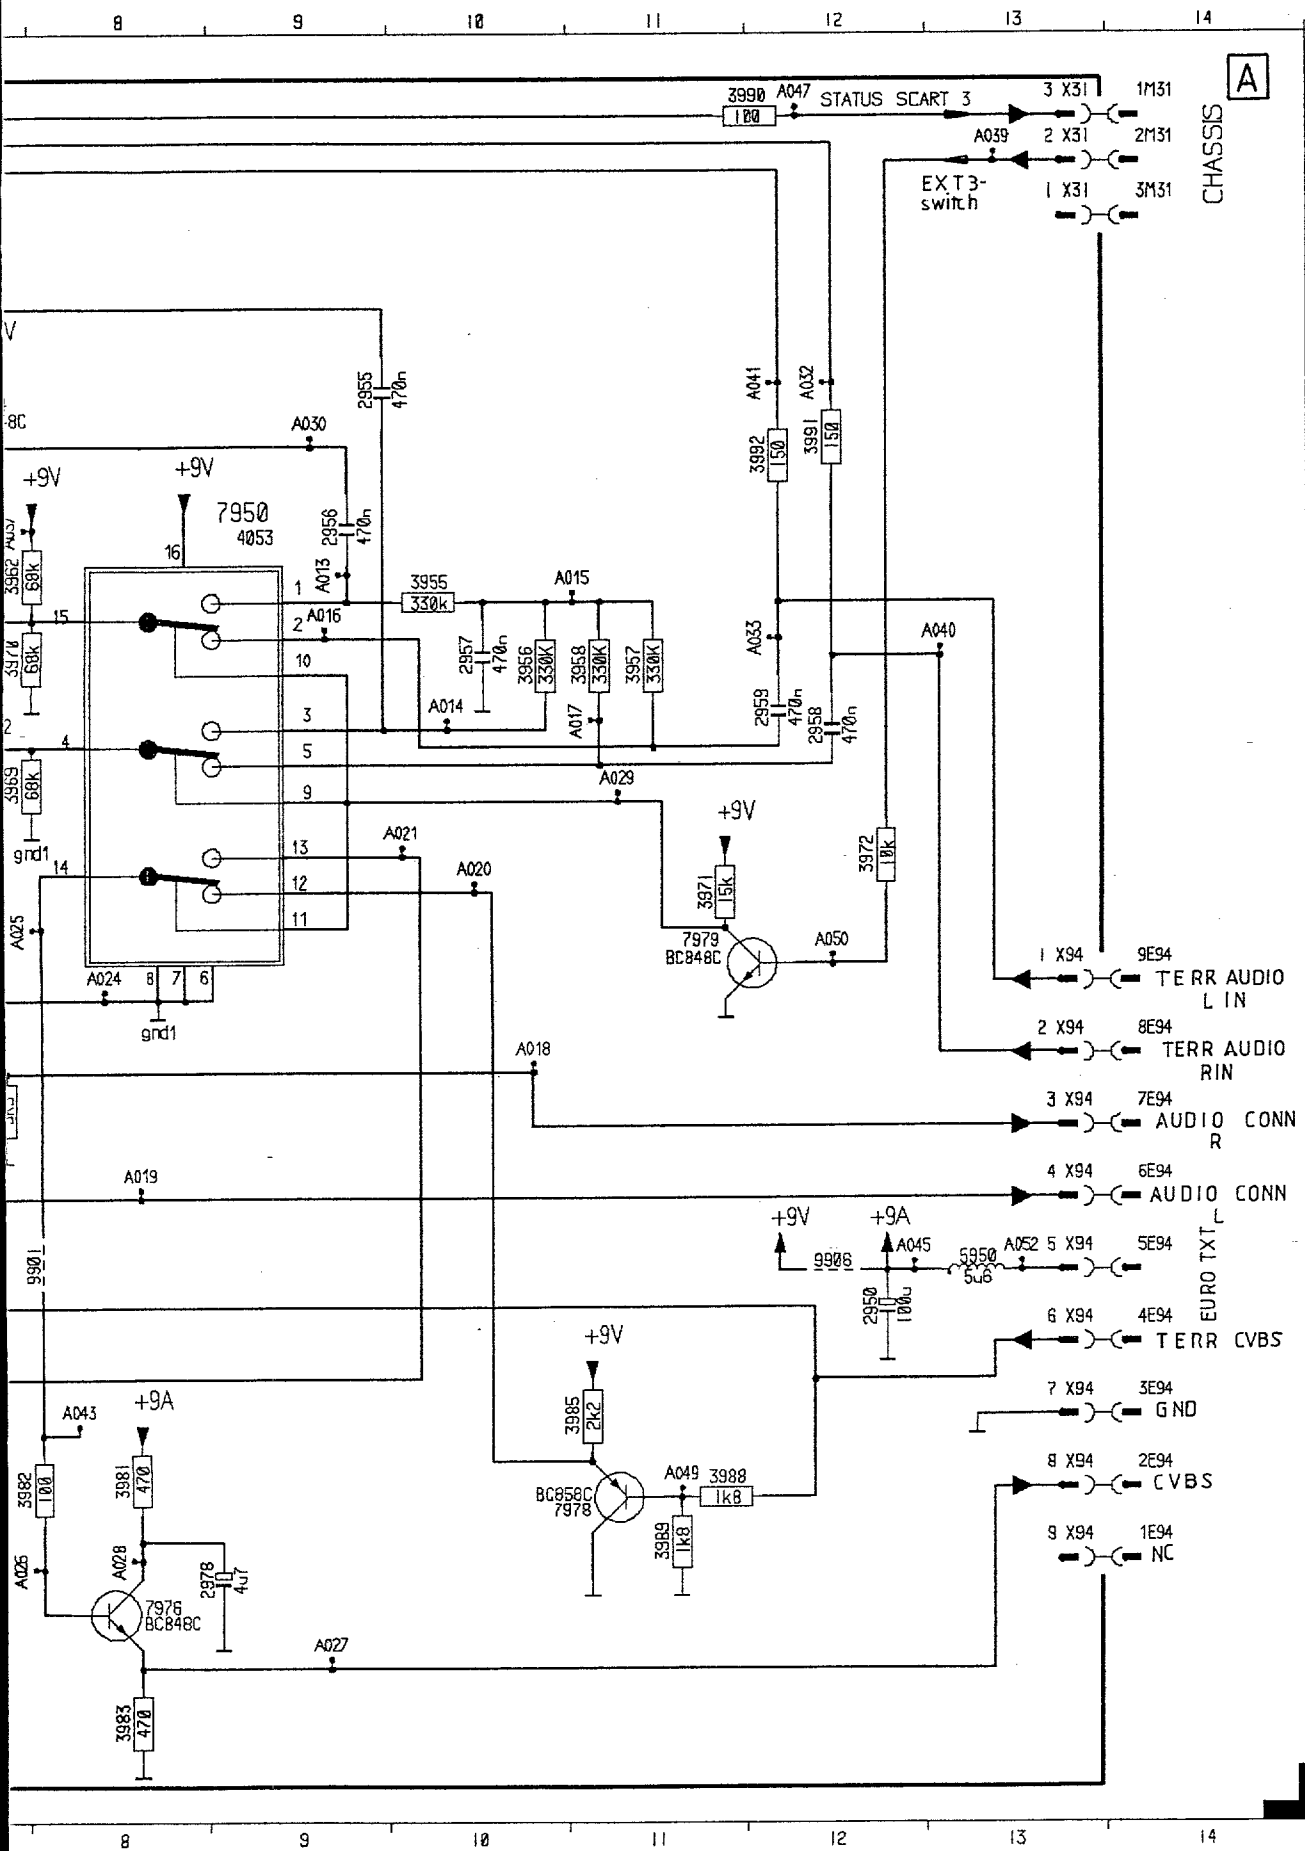 8 9 10 11 12 13 14
A
3990 A047 STATUS SCART 3 3 X31 1M31
100
A039 2 X31 2M31
EXT3-
switch
1 X31 3M31
CHASSIS
V
8C
2955
470n
A030
A041
A032
3992
150
3991
150
+9V
+9V
7950
4053
2956
470n
A013
16
3962
68k
15
3970
68k
1
2
10
3
5
9
13
12
11
A016
3955
330k
A015
2957
470n
3956
330K
3958
330K
3957
330K
A033
A040
A014
A017
2959
470n
2958
470n
2
4
3969
68k
gnd1
14
A029
A021
A020
+9V
3971
15k
3972
10k
7979
BC848C
A050
A025
A024
8 7 6
gnd1
1 X94 9E94
TERR AUDIO
L IN
2 X94 8E94
TERR AUDIO
RIN
A018
3 X94 7E94
AUDIO CONN
R
A019
4 X94 6E94
AUDIO CONN
L
+9V +9A
9906 A045 5950 A052 5 X94 5E94
5u6
EURO TXT
9901
2950
100u
6 X94 4E94
TERR CVBS
+9V
3985
2k2
7 X94 3E94
GND
A043
+9A
3982
100
3981
470
BC858C
7978
A049 3988
1k8
3989
1k8
8 X94 2E94
CVBS
9 X94 1E94
NC
A026
A028
2978
4u7
7976
BC848C
A027
3983
470
8 9 10 11 12 13 14